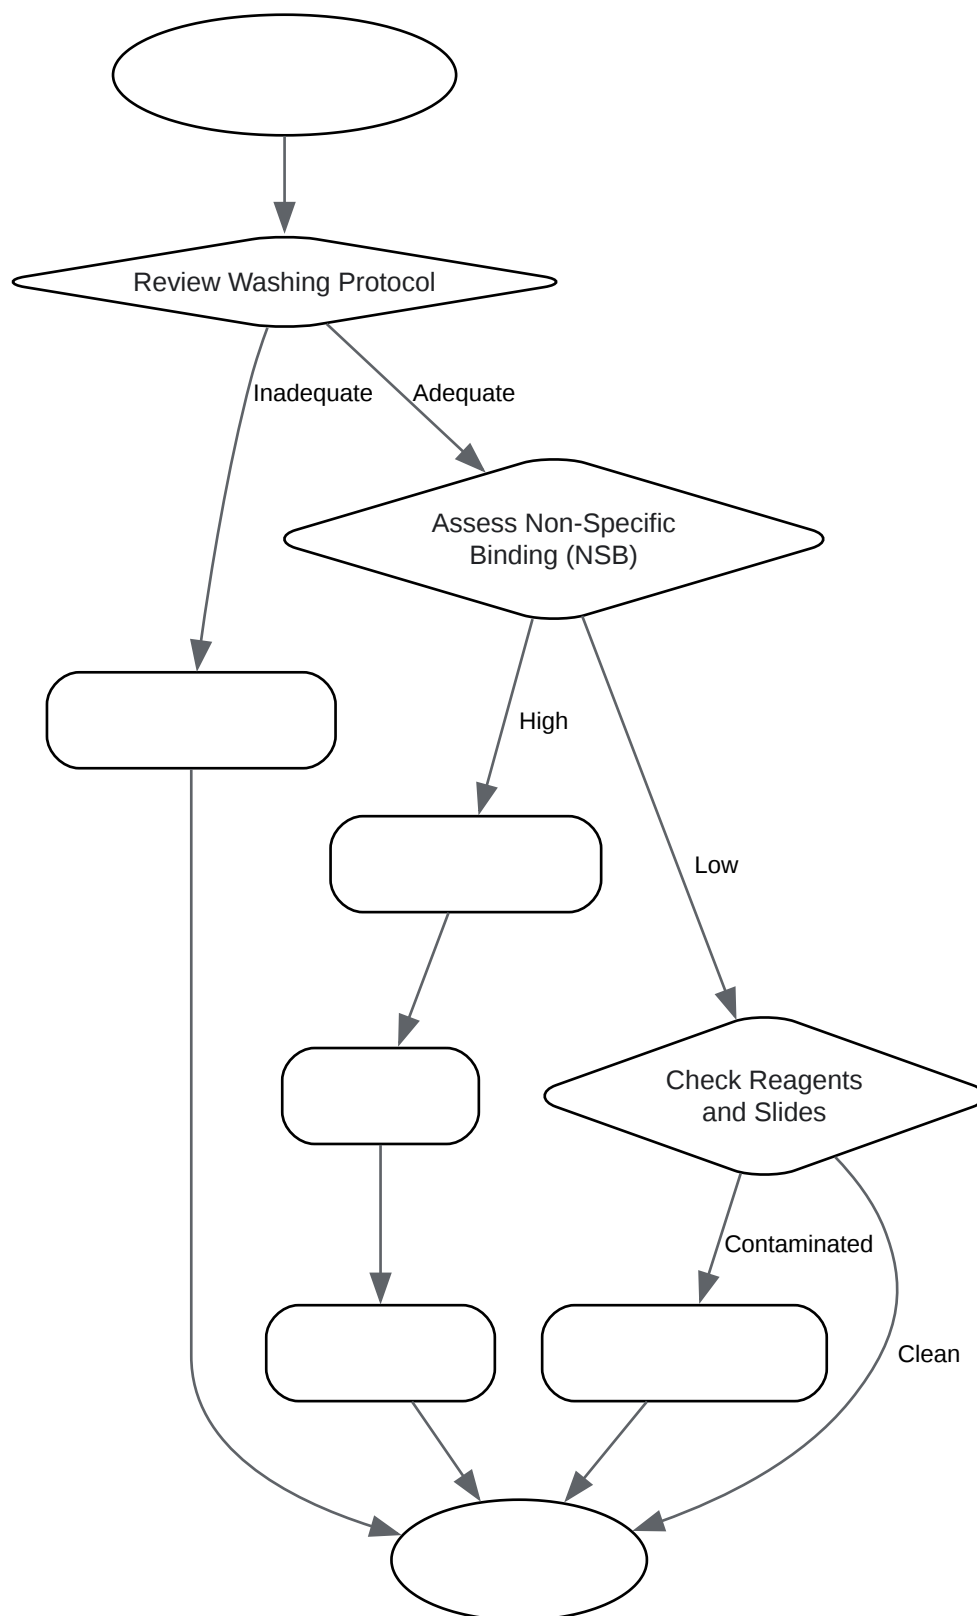 Review Washing Protocol
Inadequate
Adequate
Assess Non-Specific
Binding (NSB)
High
Low
Check Reagents
and Slides
Contaminated
Clean